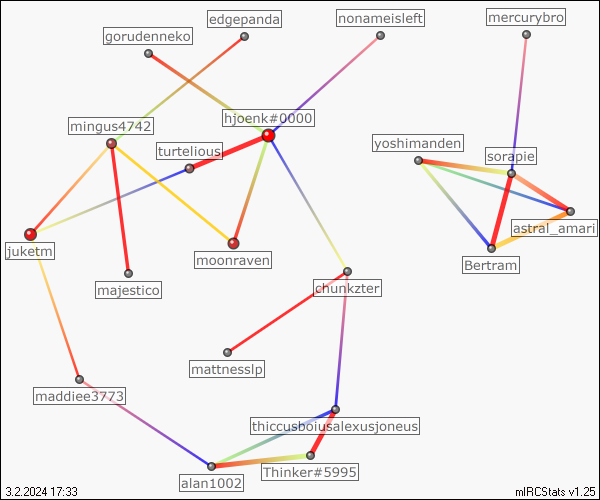 edgepanda
nonameisleft
mercurybro
gorudenneko
hjoenk#0000
mingus4742
yoshimanden
turtelious
sorapie
astral_amari
juketm
moonraven
Bertram
majestico
chunkzter
mattnesslp
maddiee3773
thiccusboiusalexusjoneus
Thinker#5995
alan1002
3.2.2024 17:33
mIRCStats v1.25